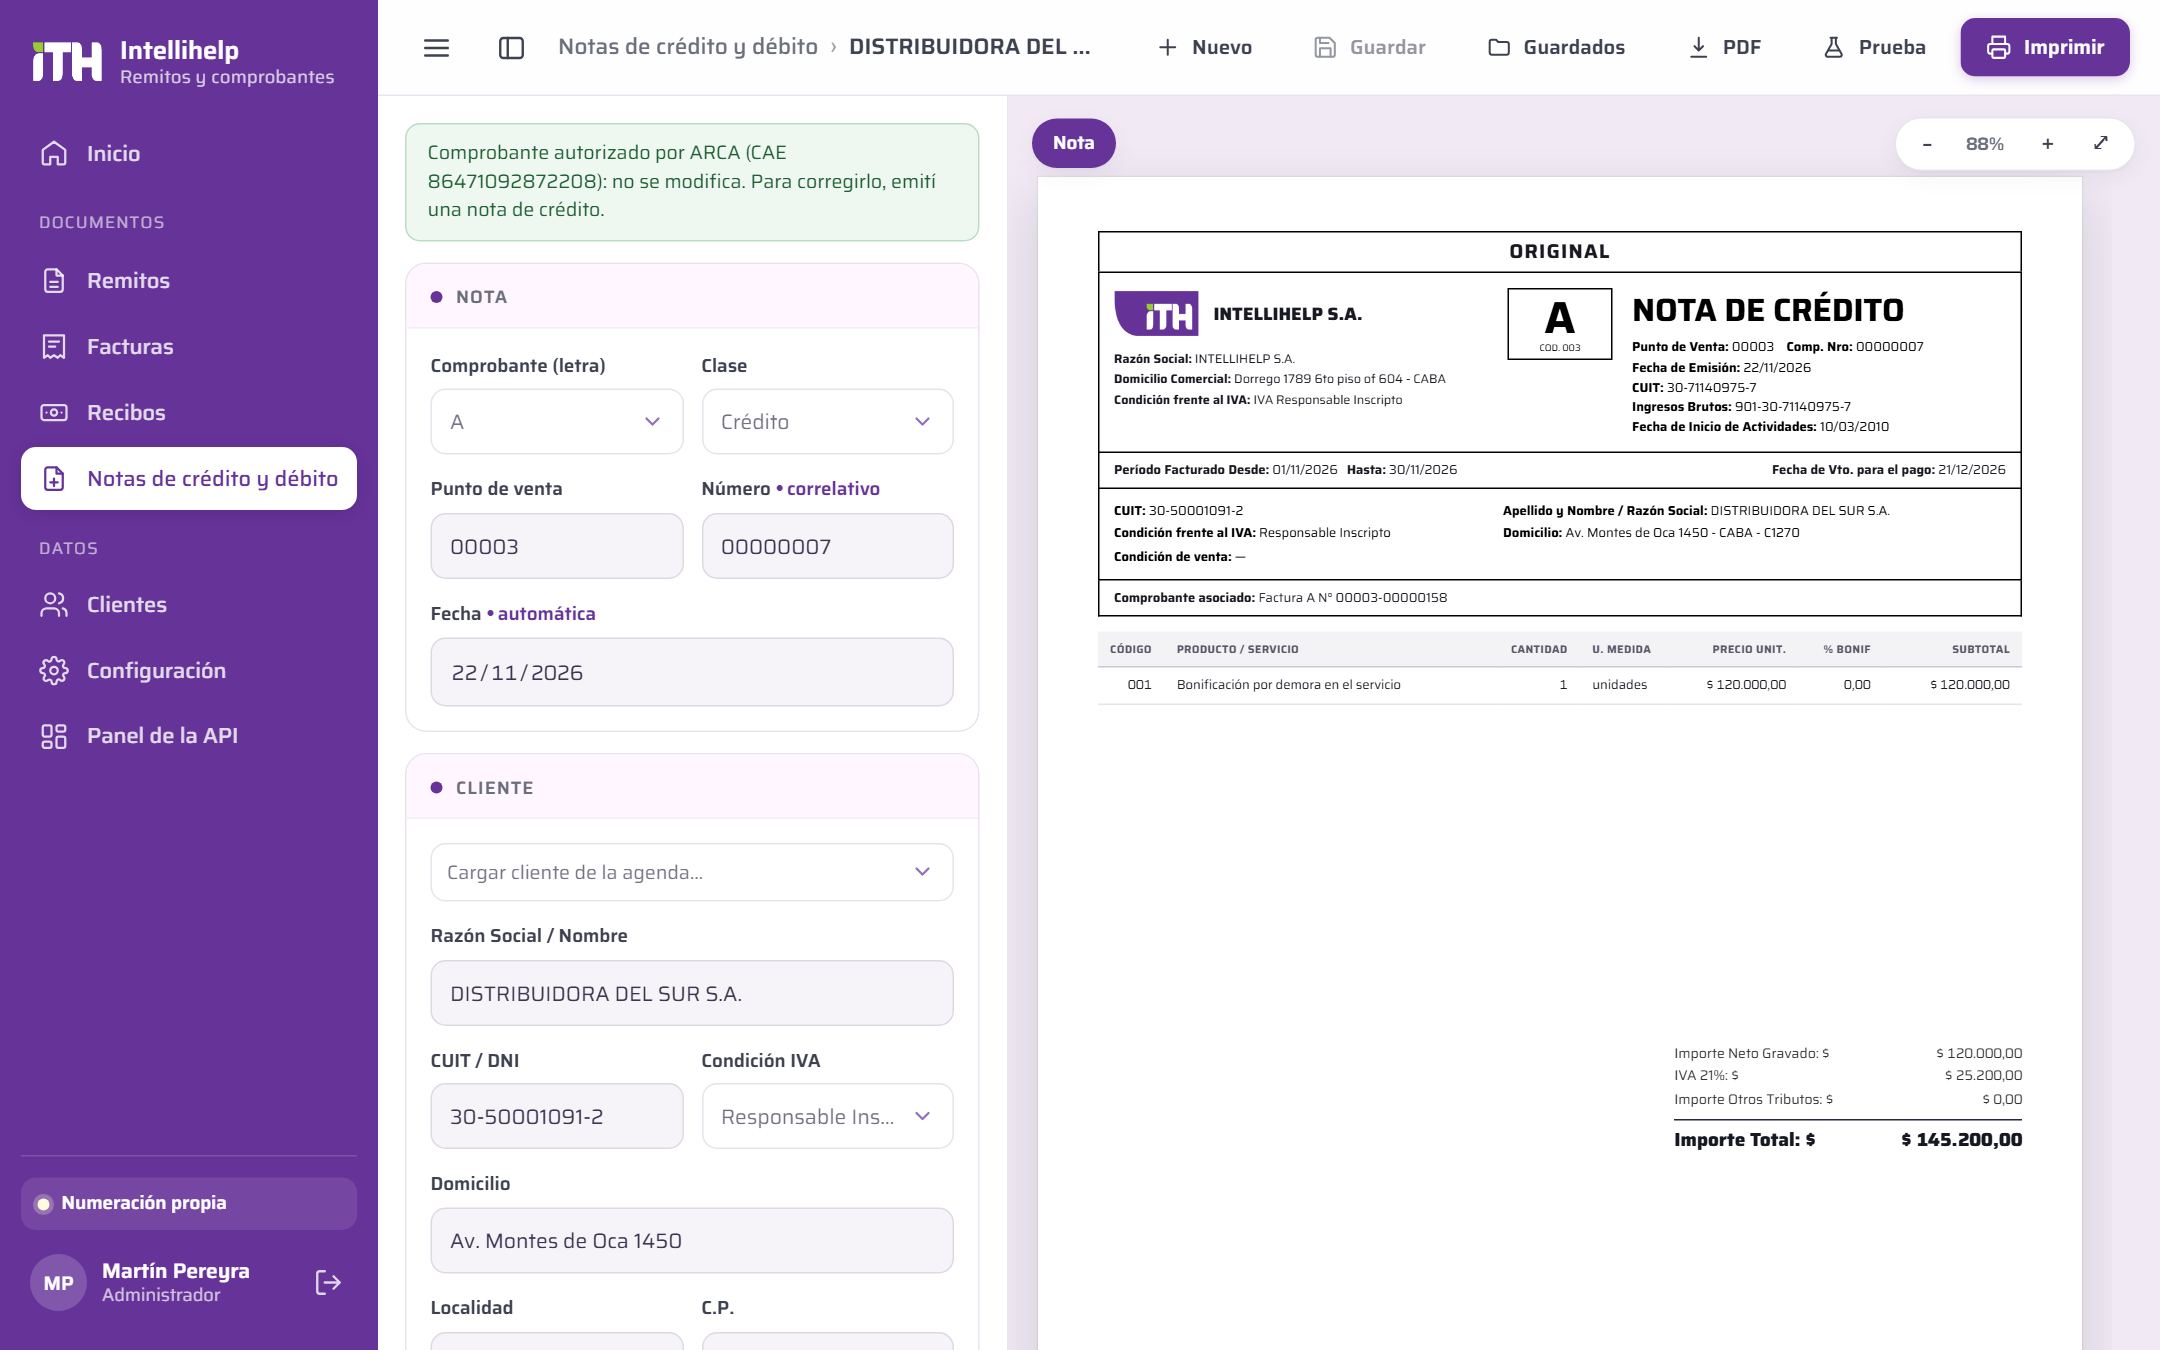 iTH
Intellihelp
Remitos y comprobantes
Inicio
DOCUMENTOS
Remitos
Facturas
Recibos
Notas de crédito y débito
DATOS
Clientes
Configuración
Panel de la API
Numeración propia
MP
Martín Pereyra
Administrador
Notas de crédito y débito › DISTRIBUIDORA DEL ...
+ Nuevo
Guardar
Guardados
PDF
Prueba
Imprimir
Comprobante autorizado por ARCA (CAE
86471092872208): no se modifica. Para corregirlo, emití
una nota de crédito.
NOTA
Comprobante (letra)
Clase
A
Crédito
Punto de venta
Número • correlativo
00003
00000007
Fecha • automática
22/11/2026
CLIENTE
Cargar cliente de la agenda...
Razón Social / Nombre
DISTRIBUIDORA DEL SUR S.A.
CUIT / DNI
Condición IVA
30-50001091-2
Responsable Ins...
Domicilio
Av. Montes de Oca 1450
Localidad
C.P.
Nota
– 88% +
ORIGINAL
iTH
INTELLIHELP S.A.
Razón Social: INTELLIHELP S.A.
Domicilio Comercial: Dorrego 1789 6to piso of 604 - CABA
Condición frente al IVA: IVA Responsable Inscripto
A
COD. 003
NOTA DE CRÉDITO
Punto de Venta: 00003 Comp. Nro: 00000007
Fecha de Emisión: 22/11/2026
CUIT: 30-71140975-7
Ingresos Brutos: 901-30-71140975-7
Fecha de Inicio de Actividades: 10/03/2010
Período Facturado Desde: 01/11/2026 Hasta: 30/11/2026
Fecha de Vto. para el pago: 21/12/2026
CUIT: 30-50001091-2
Apellido y Nombre / Razón Social: DISTRIBUIDORA DEL SUR S.A.
Condición frente al IVA: Responsable Inscripto
Domicilio: Av. Montes de Oca 1450 - CABA - C1270
Condición de venta: —
Comprobante asociado: Factura A N° 00003-00000158
CÓDIGO PRODUCTO / SERVICIO CANTIDAD U. MEDIDA PRECIO UNIT. % BONIF SUBTOTAL
001 Bonificación por demora en el servicio 1 unidades $ 120.000,00 0,00 $ 120.000,00
Importe Neto Gravado: $ $ 120.000,00
IVA 21%: $ $ 25.200,00
Importe Otros Tributos: $ $ 0,00
Importe Total: $ $ 145.200,00